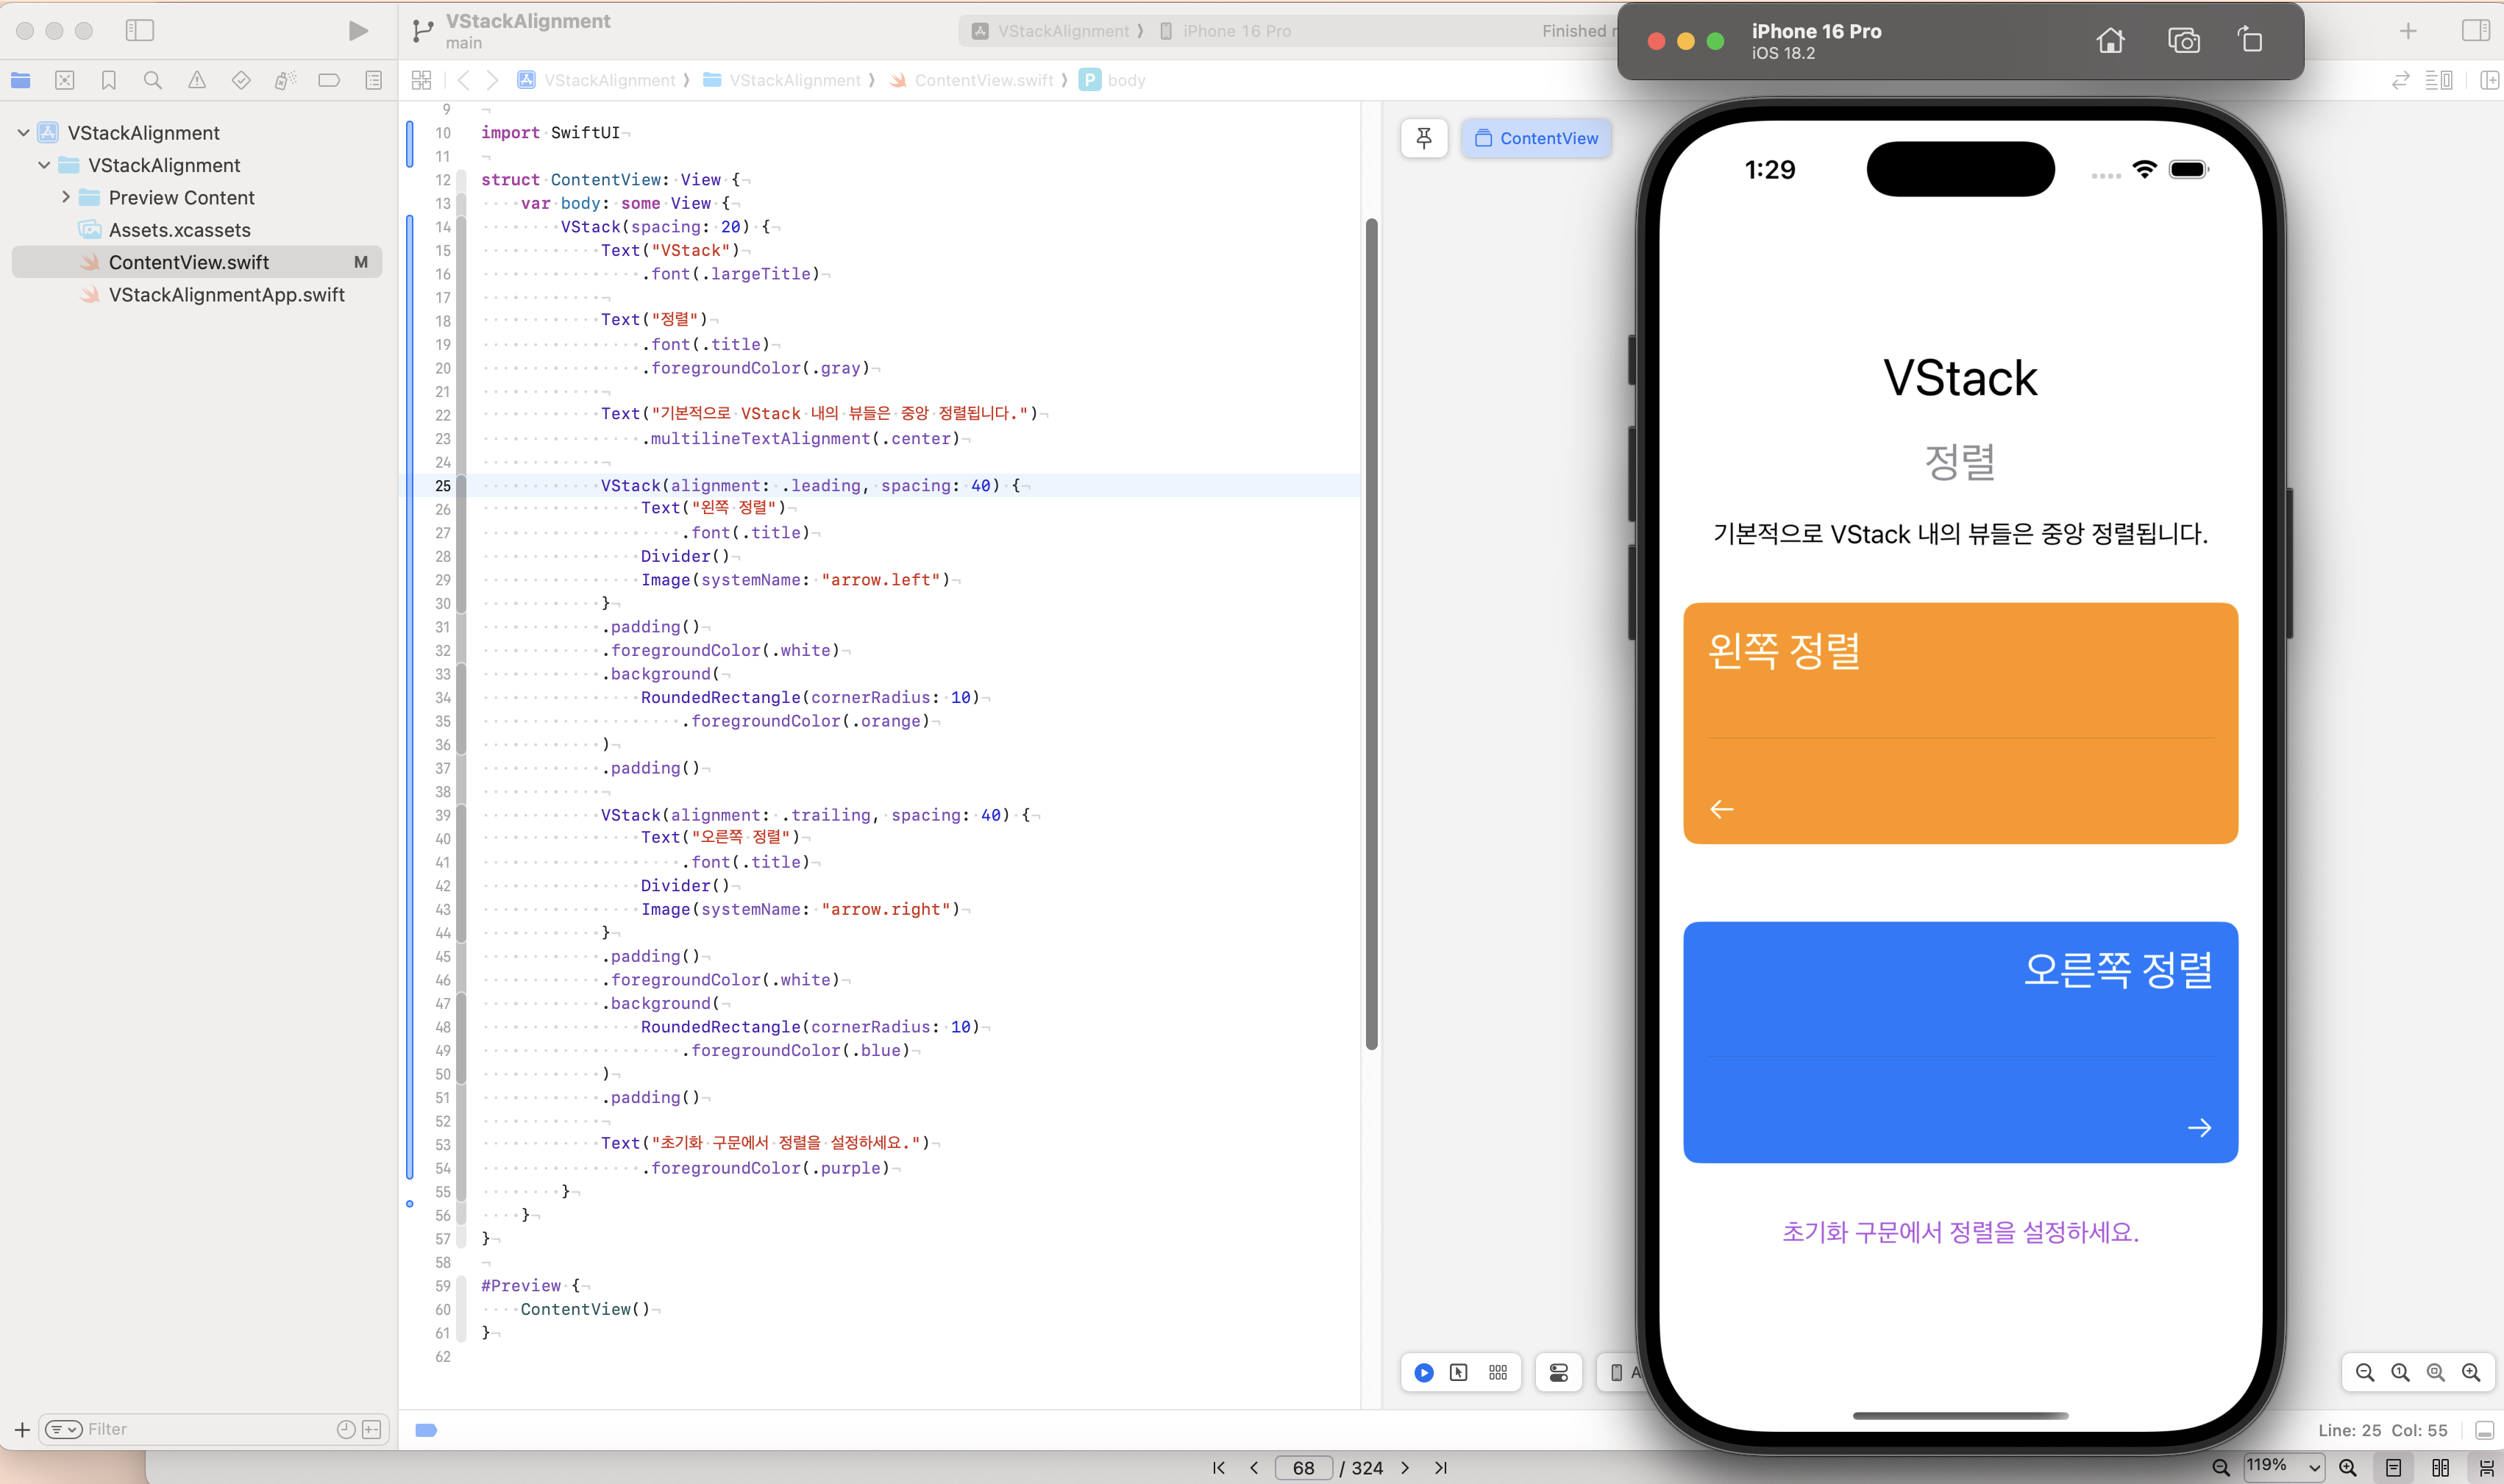 VStackAlignment
main
VStackAlignment ⟩ iPhone 16 Pro
Finished
iPhone 16 Pro
iOS 18.2
VStackAlignment ⟩ VStackAlignment ⟩ ContentView.swift ⟩ P body
VStackAlignment
VStackAlignment
Preview Content
Assets.xcassets
ContentView.swift M
VStackAlignmentApp.swift
Filter
9
10 import SwiftUI
11
12 struct ContentView: View {
13 var body: some View {
14 VStack(spacing: 20) {
15 Text("VStack")
16 .font(.largeTitle)
17
18 Text("정렬")
19 .font(.title)
20 .foregroundColor(.gray)
21
22 Text("기본적으로 VStack 내의 뷰들은 중앙 정렬됩니다.")
23 .multilineTextAlignment(.center)
24
25 VStack(alignment: .leading, spacing: 40) {
26 Text("왼쪽 정렬")
27 .font(.title)
28 Divider()
29 Image(systemName: "arrow.left")
30 }
31 .padding()
32 .foregroundColor(.white)
33 .background(
34 RoundedRectangle(cornerRadius: 10)
35 .foregroundColor(.orange)
36 )
37 .padding()
38
39 VStack(alignment: .trailing, spacing: 40) {
40 Text("오른쪽 정렬")
41 .font(.title)
42 Divider()
43 Image(systemName: "arrow.right")
44 }
45 .padding()
46 .foregroundColor(.white)
47 .background(
48 RoundedRectangle(cornerRadius: 10)
49 .foregroundColor(.blue)
50 )
51 .padding()
52
53 Text("초기화 구문에서 정렬을 설정하세요.")
54 .foregroundColor(.purple)
55 }
56 }
57 }
58
59 #Preview {
60 ContentView()
61 }
62
ContentView
1:29
VStack
정렬
기본적으로 VStack 내의 뷰들은 중앙 정렬됩니다.
왼쪽 정렬
오른쪽 정렬
초기화 구문에서 정렬을 설정하세요.
Line: 25 Col: 55
68 / 324
119%